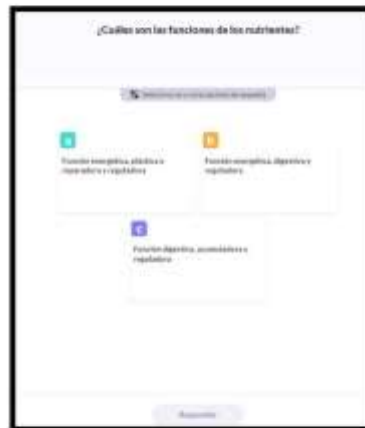 ¿Cuáles son las funciones de los nutrientes?
a
Función energética, plástica o
reparadora y reguladora
b
Función energética, digestiva y
reguladora
c
Función digestiva, acumuladora y
reguladora
Responder